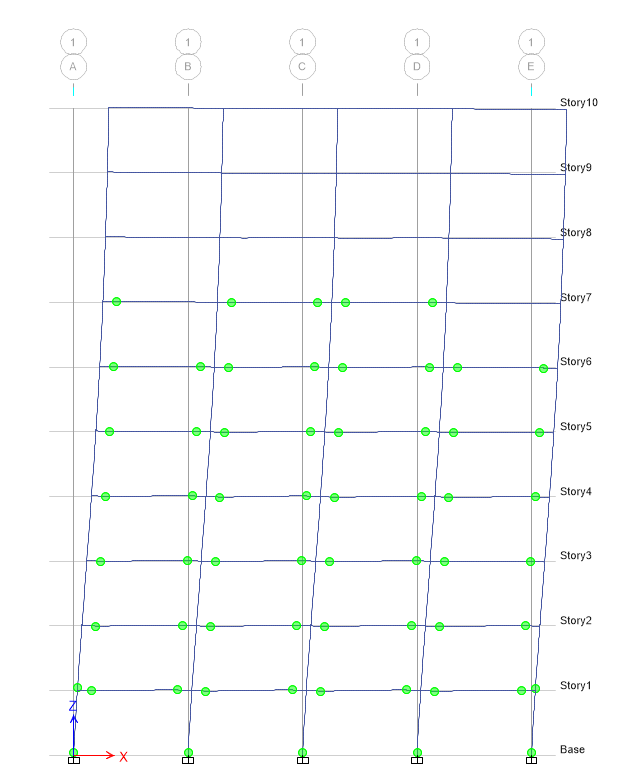 1 1 1 1 1
A B C D E
Story10
Story9
Story8
Story7
Story6
Story5
Story4
Story3
Story2
Story1
Z
Base
X